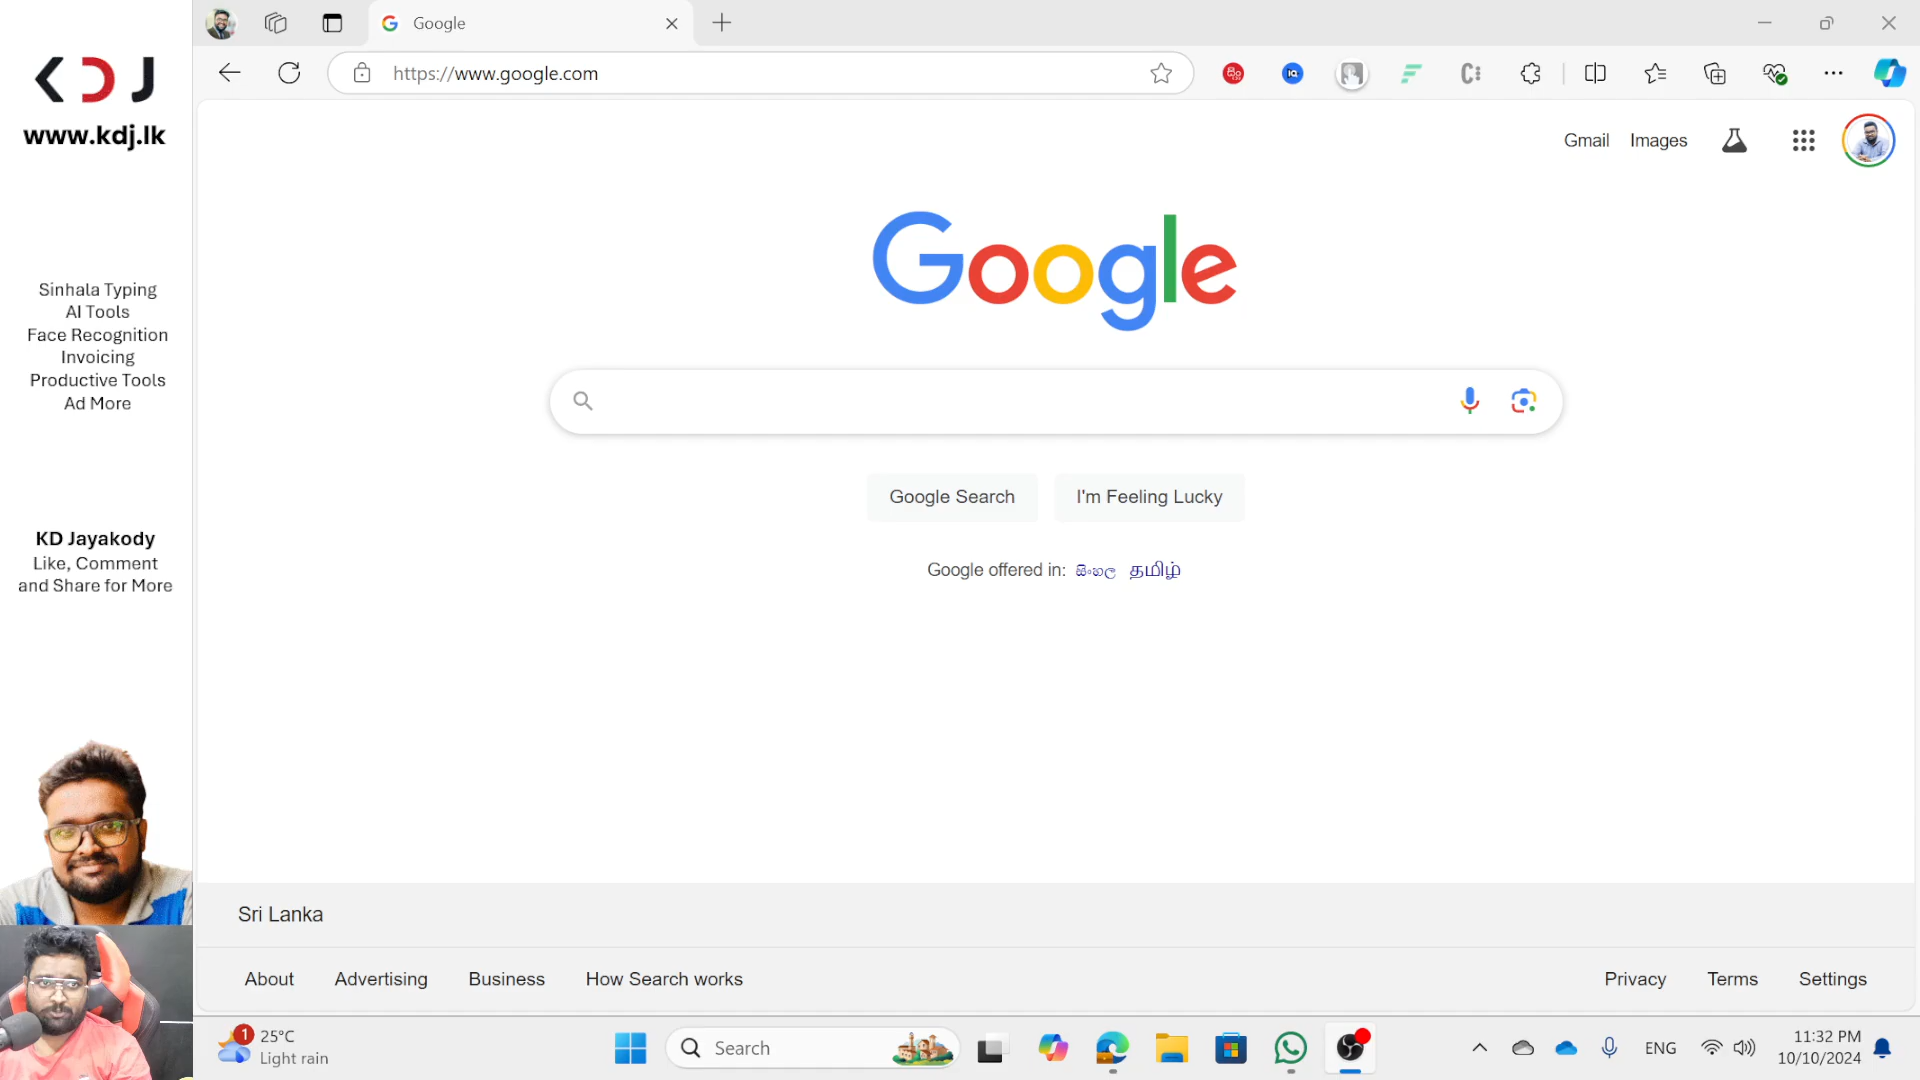 KDJ
www.kdj.lk
Sinhala Typing
AI Tools
Face Recognition
Invoicing
Productive Tools
Ad More
KD Jayakody
Like, Comment
and Share for More
Google
https://www.google.com
Gmail Images
Google
Google Search I'm Feeling Lucky
Google offered in: සිංහල தமிழ்
Sri Lanka
About Advertising Business How Search works Privacy Terms Settings
1
25°C
Light rain
Search
ENG
11:32 PM
10/10/2024